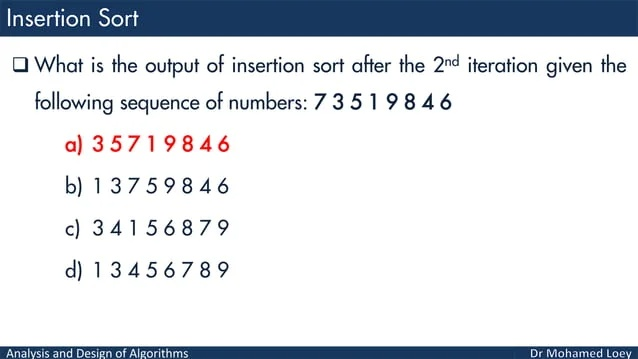 Insertion Sort
❑ What is the output of insertion sort after the 2nd iteration given the
following sequence of numbers: 7 3 5 1 9 8 4 6
a) 3 5 7 1 9 8 4 6
b) 1 3 7 5 9 8 4 6
c) 3 4 1 5 6 8 7 9
d) 1 3 4 5 6 7 8 9
Analysis and Design of Algorithms Dr Mohamed Loey